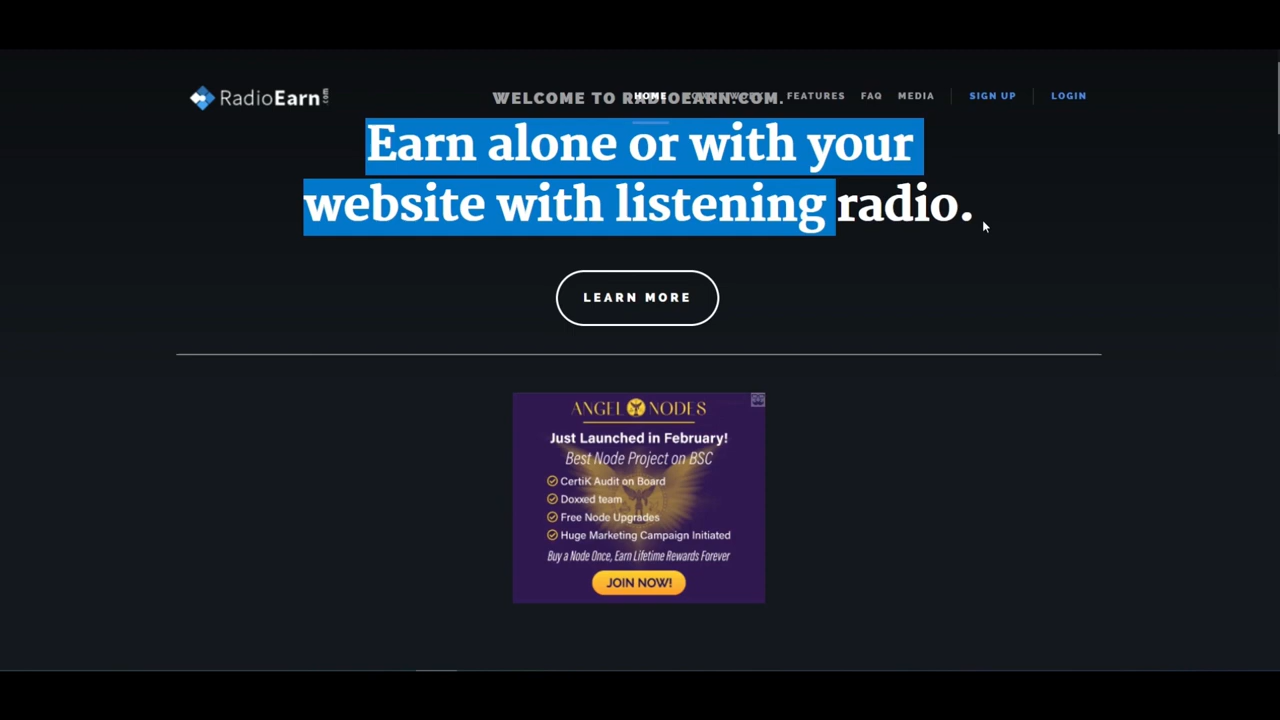 RadioEarn.com
WELCOME TO RADIOEARN.COM.
HOME
FEATURES
FAQ
MEDIA
SIGN UP
LOGIN
Earn alone or with your
website with listening radio.
LEARN MORE
ANGEL NODES
Just Launched in February!
Best Node Project on BSC
CertiK Audit on Board
Doxxed team
Free Node Upgrades
Huge Marketing Campaign Initiated
Buy a Node Once, Earn Lifetime Rewards Forever
JOIN NOW!